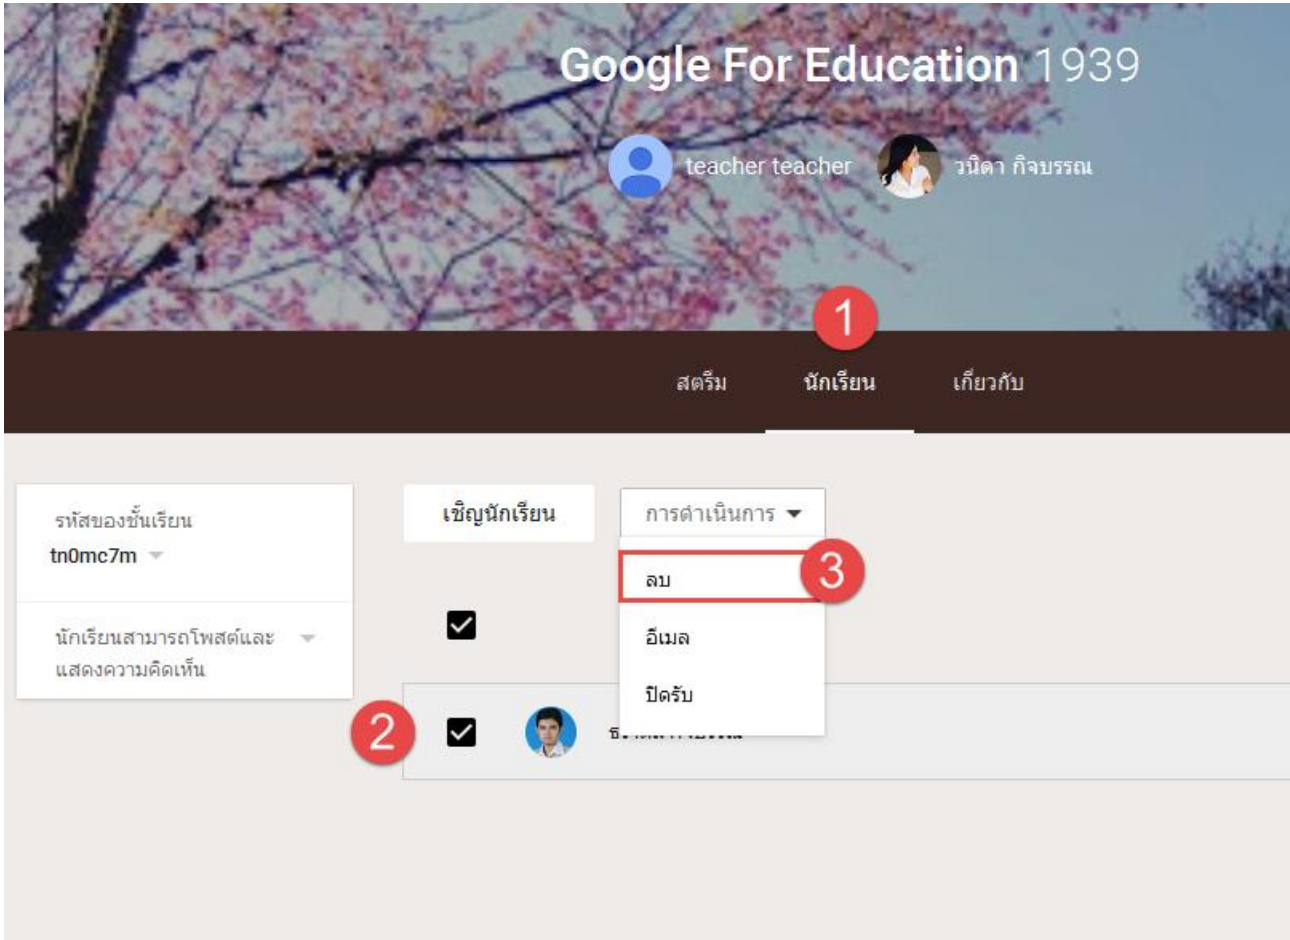 Google For Education 1939
teacher teacher วนิดา กิจบรรณ
1
สตรีม นักเรียน เกี่ยวกับ
รหัสของชั้นเรียน
tn0mc7m
นักเรียนสามารถโพสต์และ
แสดงความคิดเห็น
เชิญนักเรียน การดำเนินการ
ลบ 3
อีเมล
ปิดรับ
2